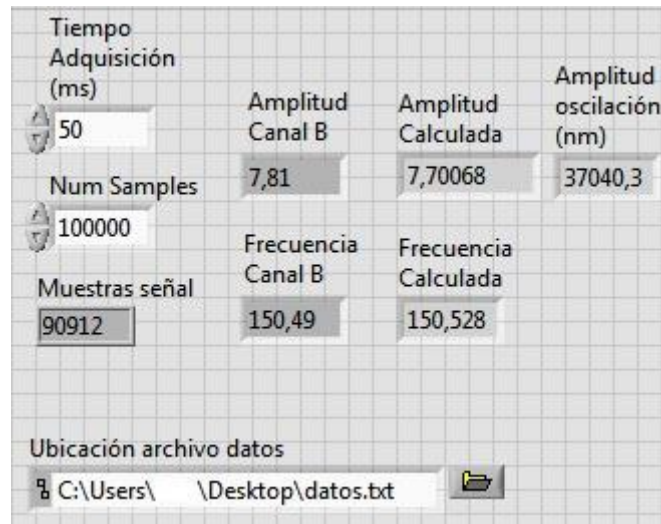 Tiempo
Adquisición
(ms)
50
Num Samples
100000
Muestras señal
90912
Amplitud
Canal B
7,81
Amplitud
Calculada
7,70068
Amplitud
oscilación
(nm)
37040,3
Frecuencia
Canal B
150,49
Frecuencia
Calculada
150,528
Ubicación archivo datos
C:\Users\ \Desktop\datos.txt